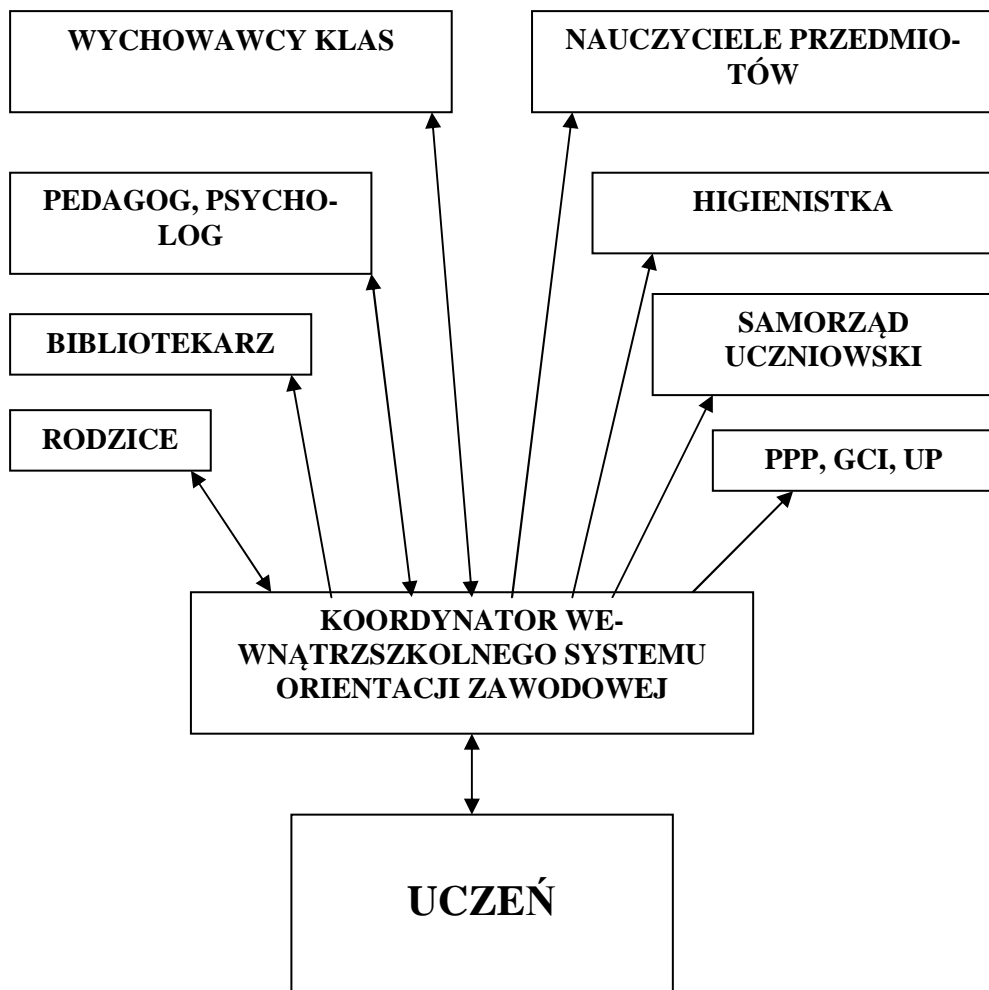 WYCHOWAWCY KLAS
NAUCZYCIELE PRZEDMIO-
TÓW
PEDAGOG, PSYCHO-
LOG
HIGIENISTKA
BIBLIOTEKARZ
SAMORZĄD
UCZNIOWSKI
RODZICE
PPP, GCI, UP
KOORDYNATOR WE-
WNĄTRZSZKOLNEGO SYSTEMU
ORIENTACJI ZAWODOWEJ
UCZEŃ